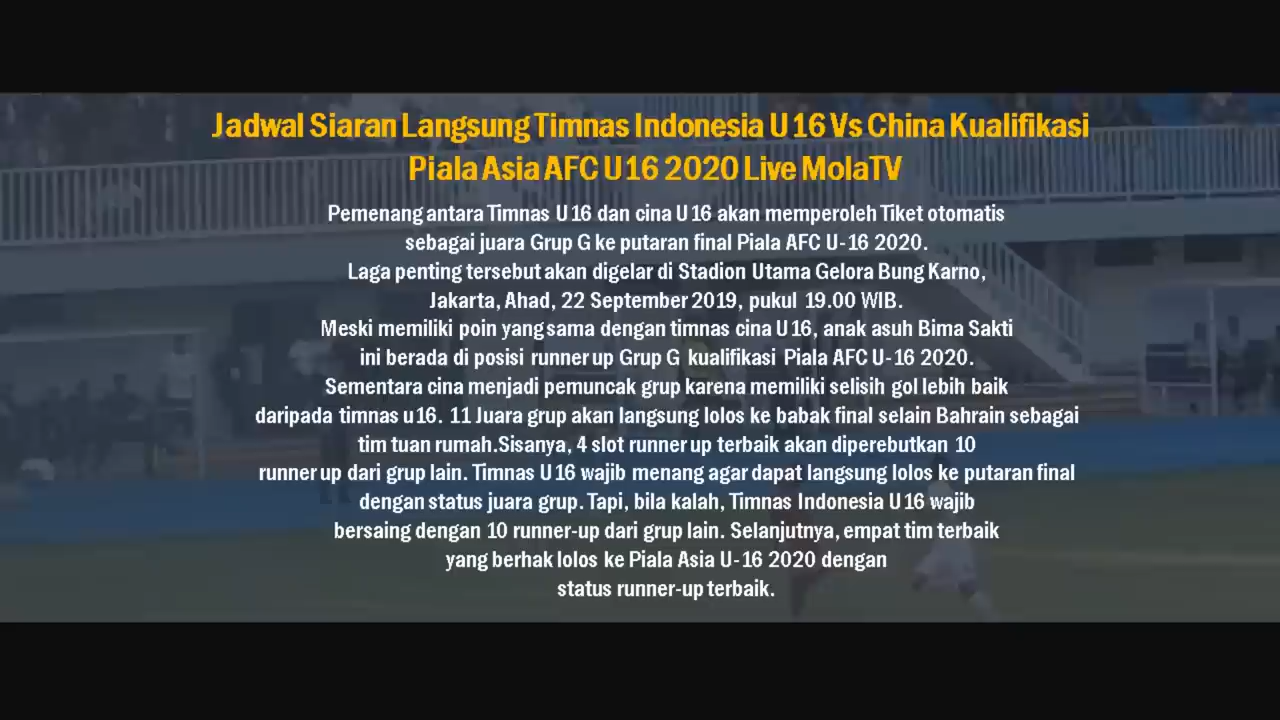 Jadwal Siaran Langsung Timnas Indonesia U16 Vs China Kualifikasi
Piala Asia AFC U16 2020 Live MolaTV
Pemenang antara Timnas U16 dan cina U16 akan memperoleh Tiket otomatis
sebagai juara Grup G ke putaran final Piala AFC U-16 2020.
Laga penting tersebut akan digelar di Stadion Utama Gelora Bung Karno,
Jakarta, Ahad, 22 September 2019, pukul 19.00 WIB.
Meski memiliki poin yang sama dengan timnas cina U16, anak asuh Bima Sakti
ini berada di posisi runner up Grup G kualifikasi Piala AFC U-16 2020.
Sementara cina menjadi pemuncak grup karena memiliki selisih gol lebih baik
daripada timnas u16. 11 Juara grup akan langsung lolos ke babak final selain Bahrain sebagai
tim tuan rumah.Sisanya, 4 slot runner up terbaik akan diperebutkan 10
runner up dari grup lain. Timnas U16 wajib menang agar dapat langsung lolos ke putaran final
dengan status juara grup. Tapi, bila kalah, Timnas Indonesia U16 wajib
bersaing dengan 10 runner-up dari grup lain. Selanjutnya, empat tim terbaik
yang berhak lolos ke Piala Asia U-16 2020 dengan
status runner-up terbaik.